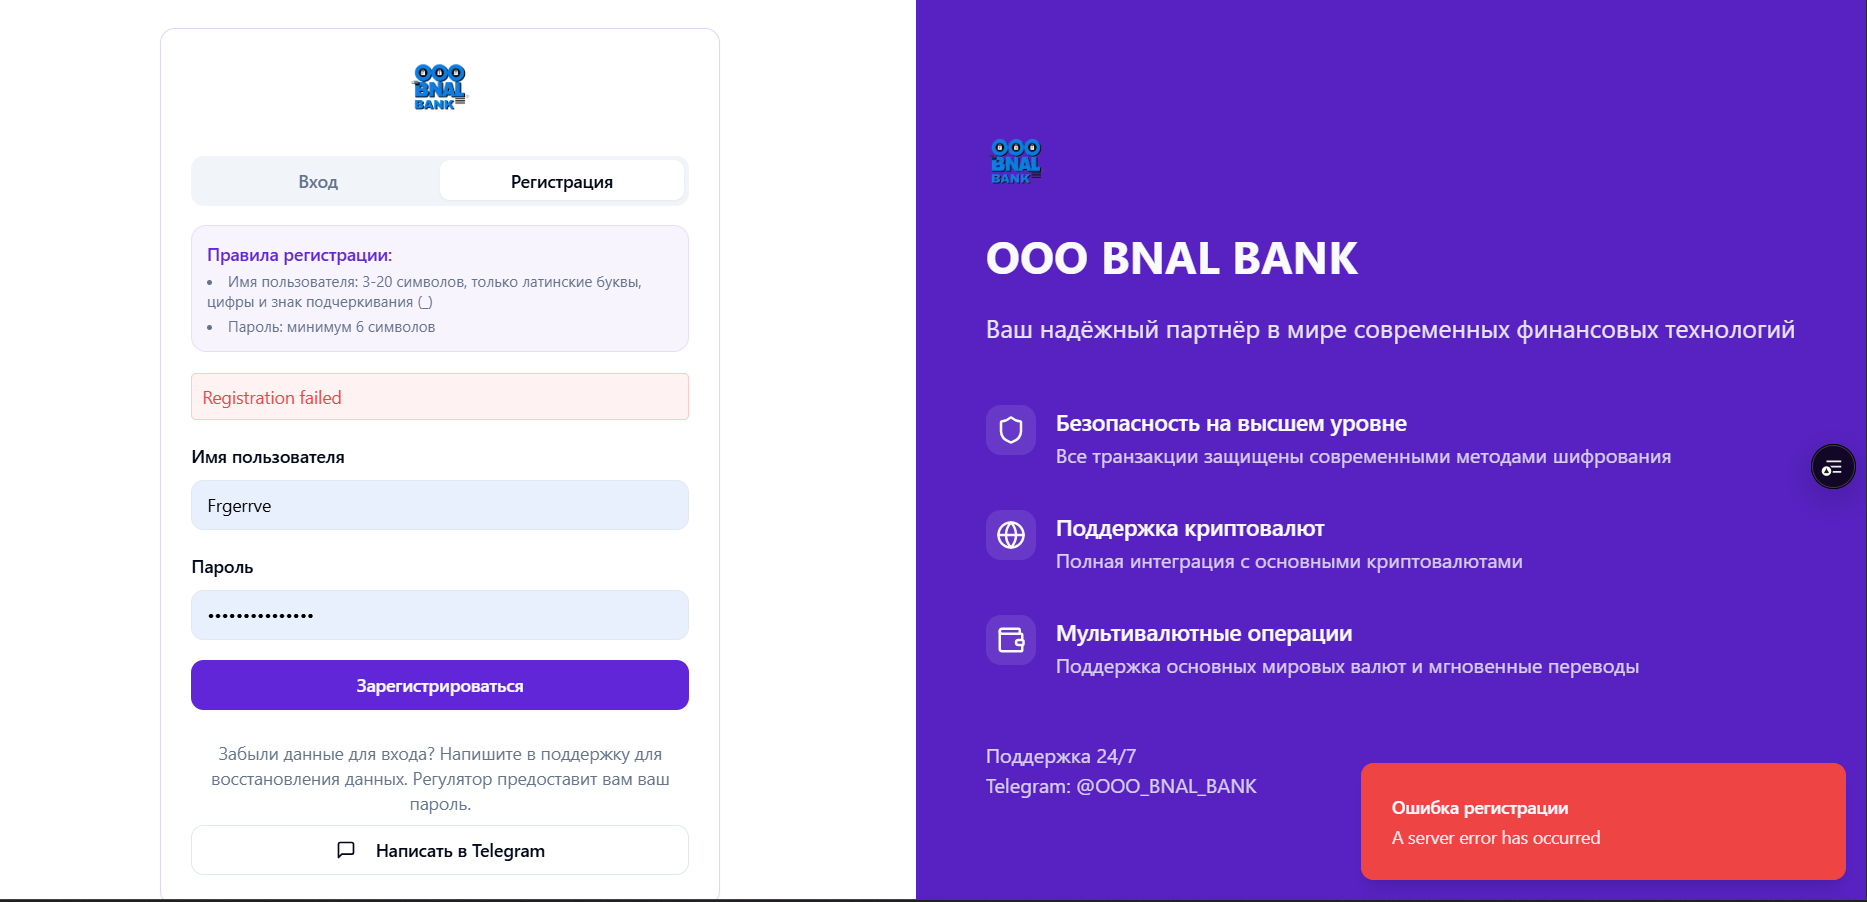 OOO
BNAL
BANK
Вход
Регистрация
Правила регистрации:
• Имя пользователя: 3-20 символов, только латинские буквы,
цифры и знак подчеркивания (_)
• Пароль: минимум 6 символов
Registration failed
Имя пользователя
Frgerrve
Пароль
•••••••••••••••
Зарегистрироваться
Забыли данные для входа? Напишите в поддержку для
восстановления данных. Регулятор предоставит вам ваш
пароль.
Написать в Telegram
OOO
BNAL
BANK
ООО BNAL BANK
Ваш надёжный партнёр в мире современных финансовых технологий
Безопасность на высшем уровне
Все транзакции защищены современными методами шифрования
Поддержка криптовалют
Полная интеграция с основными криптовалютами
Мультивалютные операции
Поддержка основных мировых валют и мгновенные переводы
Поддержка 24/7
Telegram: @OOO_BNAL_BANK
Ошибка регистрации
A server error has occurred